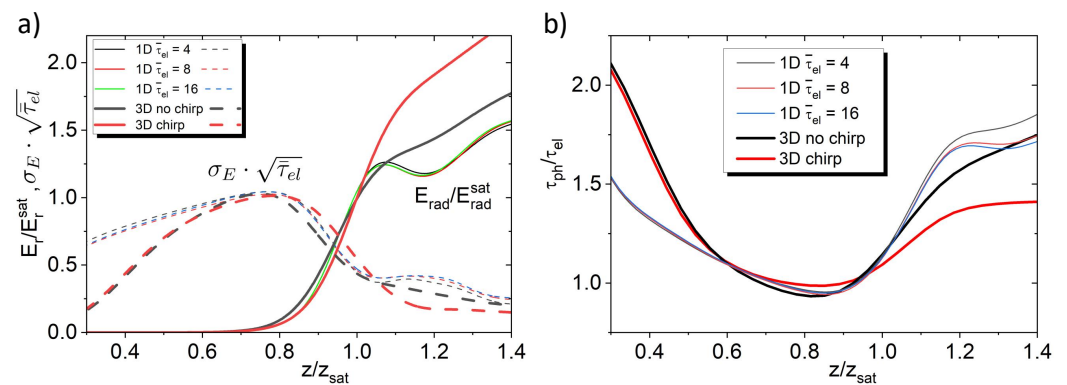 a)
1D τ̄el = 4
1D τ̄el = 8
1D τ̄el = 16
3D no chirp
3D chirp
σE · √τ̿el
Erad/Erad^sat
Er/Er^sat, σE · √τ̿el
2.0
1.5
1.0
0.5
0.0
0.4 0.6 0.8 1.0 1.2 1.4
z/zsat
b)
1D τ̄el = 4
1D τ̄el = 8
1D τ̄el = 16
3D no chirp
3D chirp
τph/τel
2.0
1.5
1.0
0.4 0.6 0.8 1.0 1.2 1.4
z/zsat